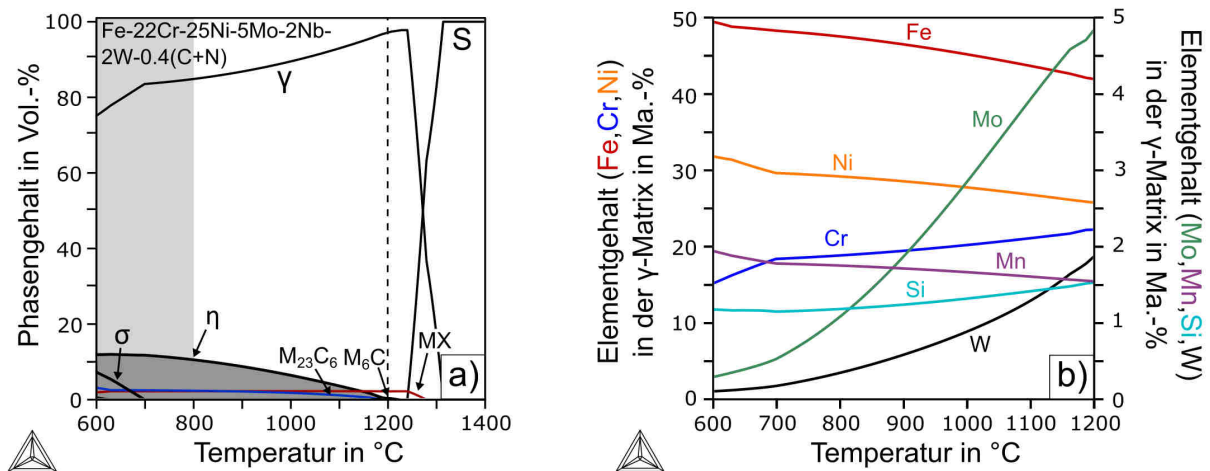 Fe-22Cr-25Ni-5Mo-2Nb-
2W-0.4(C+N)
S
γ
σ
η
M₂₃C₆
M₆C
MX
a)
Phasengehalt in Vol.-%
100
80
60
40
20
0
600
800
1000
1200
1400
Temperatur in °C
Elementgehalt (Fe,Cr,Ni)
in der γ-Matrix in Ma.-%
50
40
30
20
10
0
Fe
Mo
Ni
Cr
Mn
Si
W
b)
600
700
800
900
1000
1100
1200
Temperatur in °C
5
4
3
2
1
0
Elementgehalt (Mo,Mn,Si,W)
in der γ-Matrix in Ma.-%